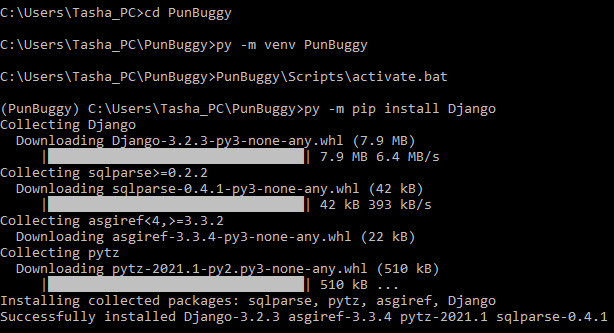 C:\Users\Tasha_PC>cd PunBuggy
C:\Users\Tasha_PC\PunBuggy>py -m venv PunBuggy
C:\Users\Tasha_PC\PunBuggy>PunBuggy\Scripts\activate.bat
(PunBuggy) C:\Users\Tasha_PC\PunBuggy>py -m pip install Django
Collecting Django
  Downloading Django-3.2.3-py3-none-any.whl (7.9 MB)
     |████████████████████████████████| 7.9 MB 6.4 MB/s
Collecting sqlparse>=0.2.2
  Downloading sqlparse-0.4.1-py3-none-any.whl (42 kB)
     |████████████████████████████████| 42 kB 393 kB/s
Collecting asgiref<4,>=3.3.2
  Downloading asgiref-3.3.4-py3-none-any.whl (22 kB)
Collecting pytz
  Downloading pytz-2021.1-py2.py3-none-any.whl (510 kB)
     |████████████████████████████████| 510 kB ...
Installing collected packages: sqlparse, pytz, asgiref, Django
Successfully installed Django-3.2.3 asgiref-3.3.4 pytz-2021.1 sqlparse-0.4.1